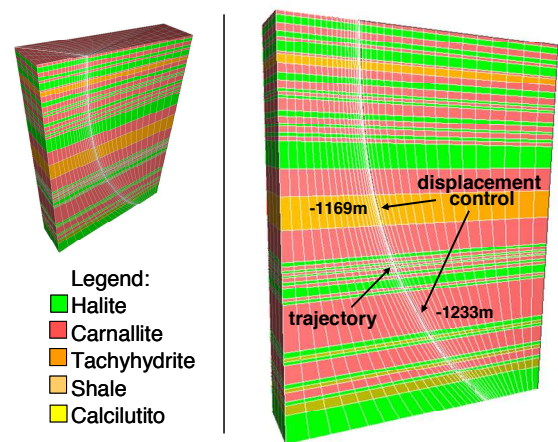 displacement
control
-1169m
-1233m
trajectory
Legend:
Halite
Carnallite
Tachyhydrite
Shale
Calcilutito